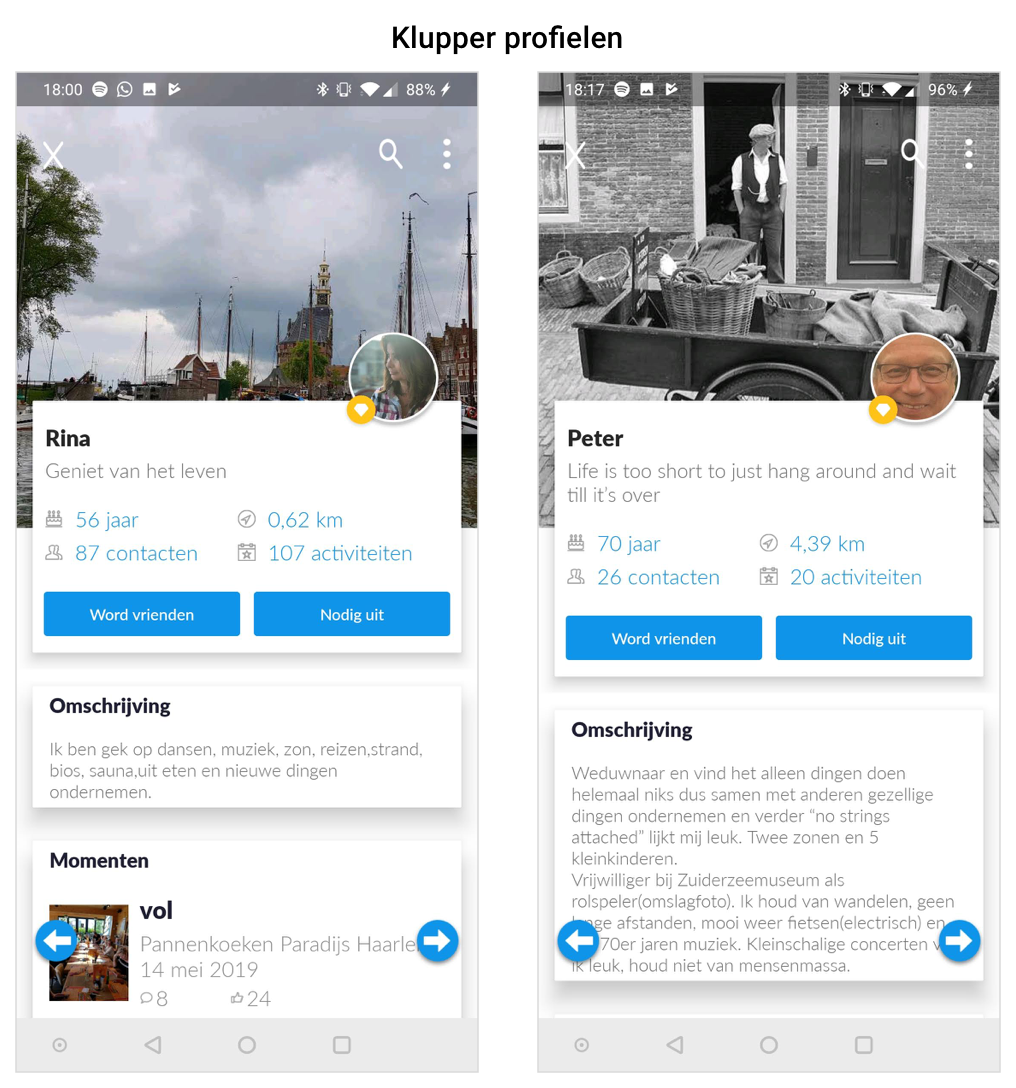 Klupper profielen
18:00
88%
Rina
Geniet van het leven
56 jaar
0,62 km
87 contacten
107 activiteiten
Word vrienden
Nodig uit
Omschrijving
Ik ben gek op dansen, muziek, zon, reizen,strand,
bios, sauna,uit eten en nieuwe dingen
ondernemen.
Momenten
vol
Pannenkoeken Paradijs
14 mei 2019
8
24
18:17
96%
Peter
Life is too short to just hang around and wait
till it's over
70 jaar
4,39 km
26 contacten
20 activiteiten
Word vrienden
Nodig uit
Omschrijving
Weduwnaar en vind het alleen dingen doen
helemaal niks dus samen met anderen gezellige
dingen ondernemen en verder “no strings
attached” lijkt mij leuk. Twee zonen en 5
kleinkinderen.
Vrijwilliger bij Zuiderzeemuseum als
rolspeler(omslagfoto). Ik houd van wandelen, geen
afstanden, mooi weer fietsen(electrisch) en
70er jaren muziek. Kleinschalige concerten
ik leuk, houd niet van mensenmassa.